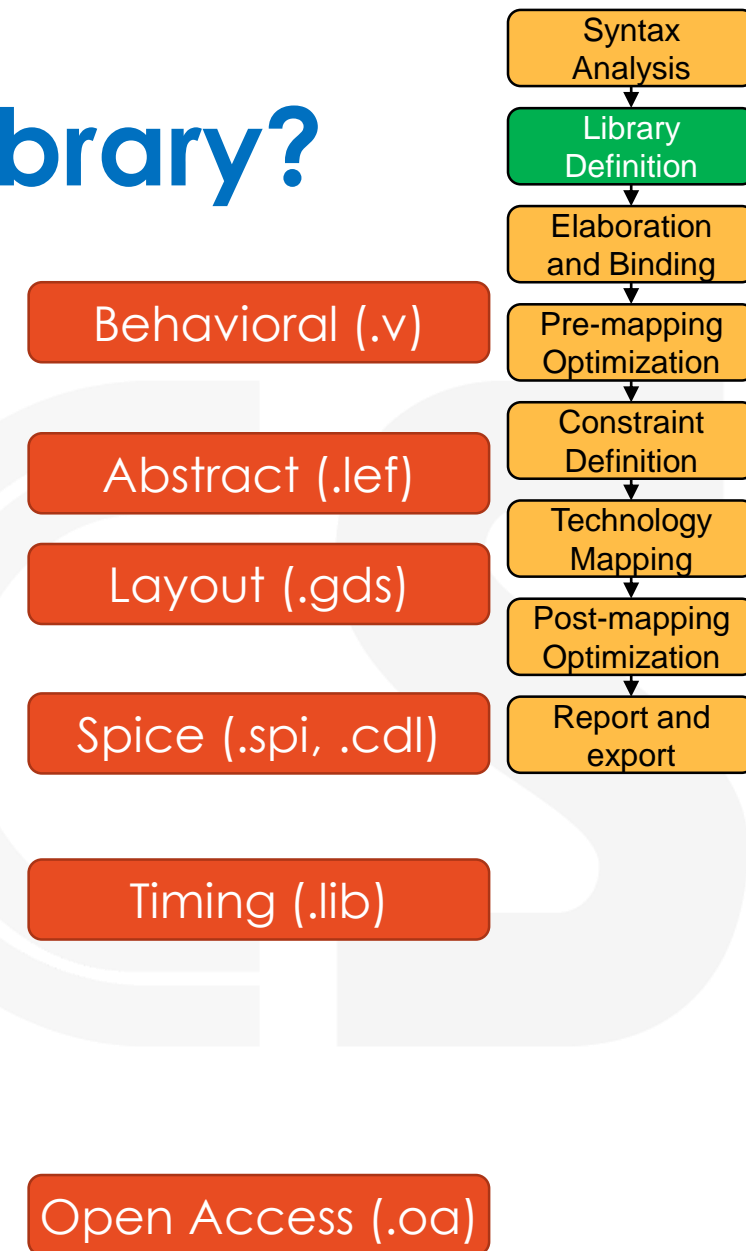 brary?
Behavioral (.v)
Abstract (.lef)
Layout (.gds)
Spice (.spi, .cdl)
Timing (.lib)
Open Access (.oa)
Syntax
Analysis
Library
Definition
Elaboration
and Binding
Pre-mapping
Optimization
Constraint
Definition
Technology
Mapping
Post-mapping
Optimization
Report and
export